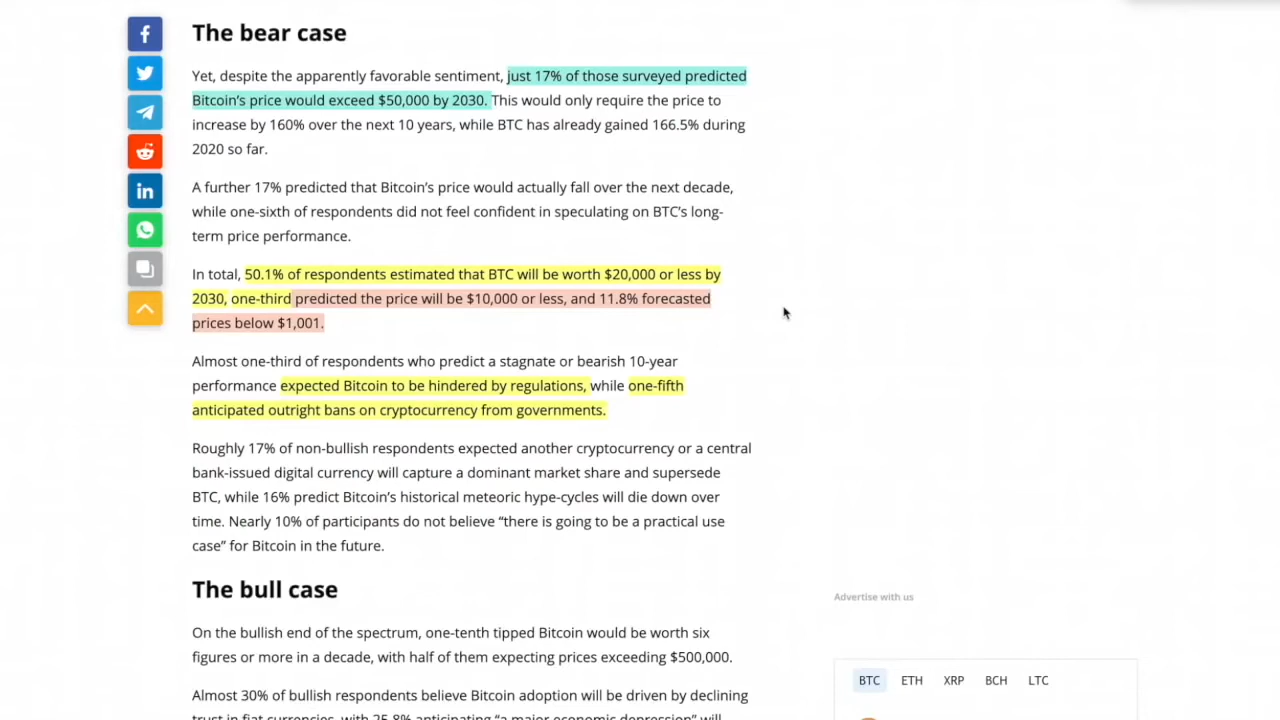 The bear case
Yet, despite the apparently favorable sentiment, just 17% of those surveyed predicted
Bitcoin’s price would exceed $50,000 by 2030. This would only require the price to
increase by 160% over the next 10 years, while BTC has already gained 166.5% during
2020 so far.
A further 17% predicted that Bitcoin’s price would actually fall over the next decade,
while one-sixth of respondents did not feel confident in speculating on BTC’s long-
term price performance.
In total, 50.1% of respondents estimated that BTC will be worth $20,000 or less by
2030, one-third predicted the price will be $10,000 or less, and 11.8% forecasted
prices below $1,001.
Almost one-third of respondents who predict a stagnate or bearish 10-year
performance expected Bitcoin to be hindered by regulations, while one-fifth
anticipated outright bans on cryptocurrency from governments.
Roughly 17% of non-bullish respondents expected another cryptocurrency or a central
bank-issued digital currency will capture a dominant market share and supersede
BTC, while 16% predict Bitcoin’s historical meteoric hype-cycles will die down over
time. Nearly 10% of participants do not believe “there is going to be a practical use
case” for Bitcoin in the future.
The bull case
On the bullish end of the spectrum, one-tenth tipped Bitcoin would be worth six
figures or more in a decade, with half of them expecting prices exceeding $500,000.
Almost 30% of bullish respondents believe Bitcoin adoption will be driven by declining
trust in fiat currencies, with 25.8% anticipating “a major economic depression” will
Advertise with us
BTC ETH XRP BCH LTC